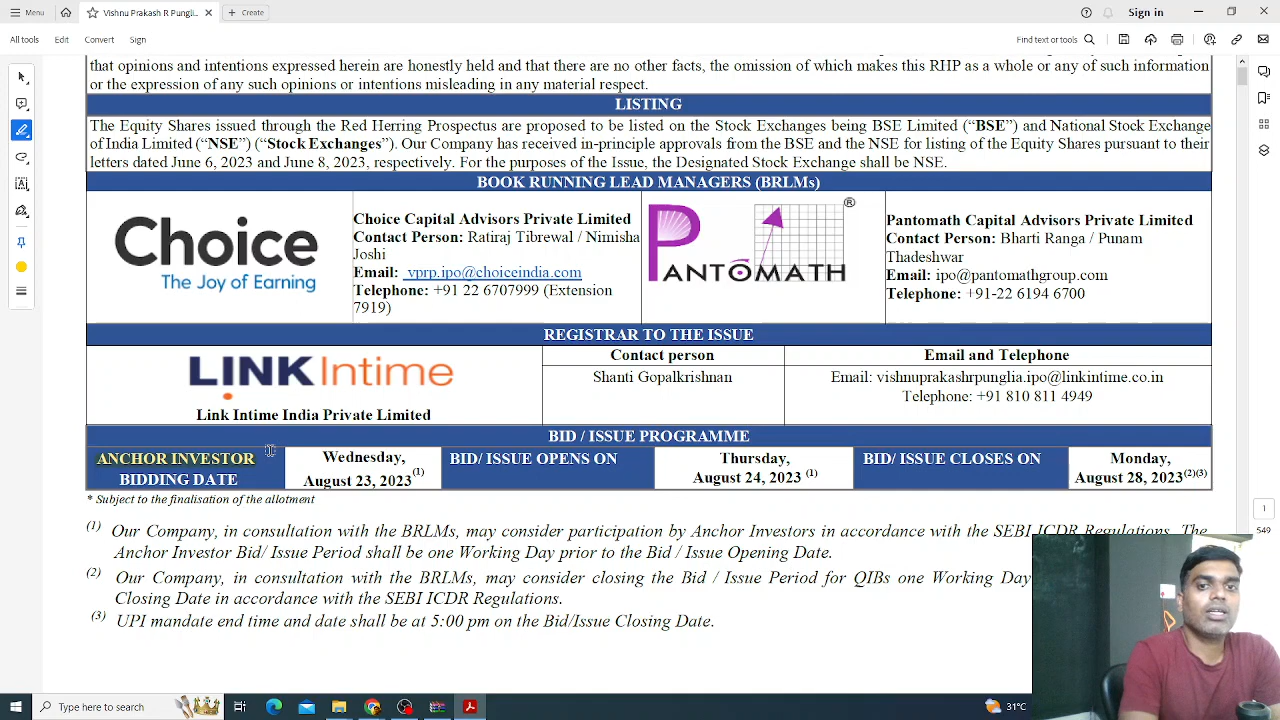 Menu
Vishnu Prakash R Pungli...
Create
Sign in
All tools
Edit
Convert
Sign
Find text or tools
that opinions and intentions expressed herein are honestly held and that there are no other facts, the omission of which makes this RHP as a whole or any of such information
or the expression of any such opinions or intentions misleading in any material respect.
LISTING
The Equity Shares issued through the Red Herring Prospectus are proposed to be listed on the Stock Exchanges being BSE Limited (“BSE”) and National Stock Exchange
of India Limited (“NSE”) (“Stock Exchanges”). Our Company has received in-principle approvals from the BSE and the NSE for listing of the Equity Shares pursuant to their
letters dated June 6, 2023 and June 8, 2023, respectively. For the purposes of the Issue, the Designated Stock Exchange shall be NSE.
BOOK RUNNING LEAD MANAGERS (BRLMs)
Choice
The Joy of Earning
Choice Capital Advisors Private Limited
Contact Person: Ratiraj Tibrewal / Nimisha
Joshi
Email: vprp.ipo@choiceindia.com
Telephone: +91 22 6707999 (Extension
7919)
PANTOMATH ®
Pantomath Capital Advisors Private Limited
Contact Person: Bharti Ranga / Punam
Thadeshwar
Email: ipo@pantomathgroup.com
Telephone: +91-22 6194 6700
REGISTRAR TO THE ISSUE
LINK Intime
Link Intime India Private Limited
Contact person
Shanti Gopalkrishnan
Email and Telephone
Email: vishnuprakashrpunglia.ipo@linkintime.co.in
Telephone: +91 810 811 4949
BID / ISSUE PROGRAMME
ANCHOR INVESTOR
BIDDING DATE
Wednesday,
August 23, 2023(1)
BID/ ISSUE OPENS ON
Thursday,
August 24, 2023 (1)
BID/ ISSUE CLOSES ON
Monday,
August 28, 2023(2)(3)
* Subject to the finalisation of the allotment
(1) Our Company, in consultation with the BRLMs, may consider participation by Anchor Investors in accordance with the SEBI ICDR Regulations. The
Anchor Investor Bid/ Issue Period shall be one Working Day prior to the Bid / Issue Opening Date.
(2) Our Company, in consultation with the BRLMs, may consider closing the Bid / Issue Period for QIBs one Working Day
Closing Date in accordance with the SEBI ICDR Regulations.
(3) UPI mandate end time and date shall be at 5:00 pm on the Bid/Issue Closing Date.
1
549
Type here to search
31°C